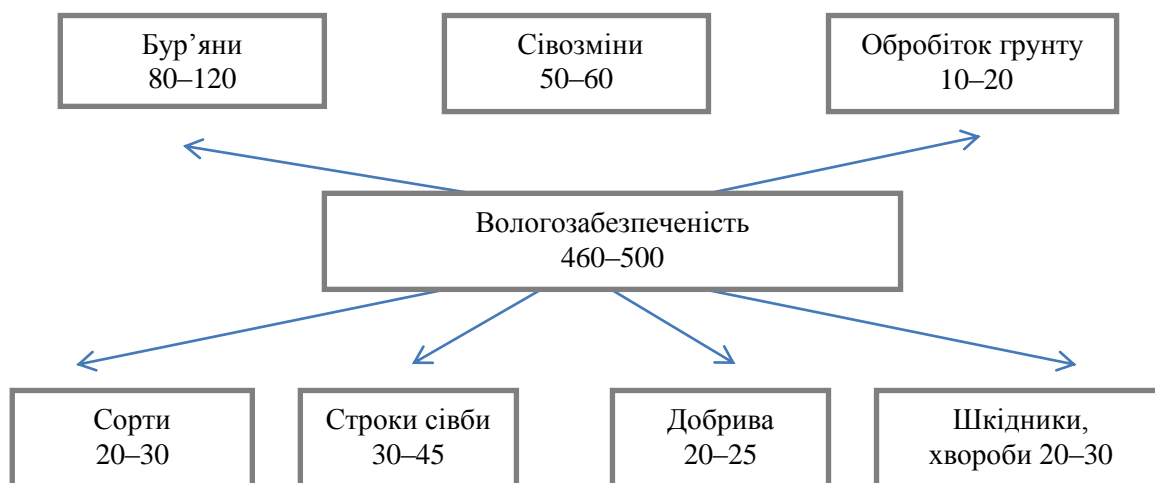 Бур’яни
80–120
Сівозміни
50–60
Обробіток грунту
10–20
Вологозабезпеченість
460–500
Сорти
20–30
Строки сівби
30–45
Добрива
20–25
Шкідники,
хвороби 20–30